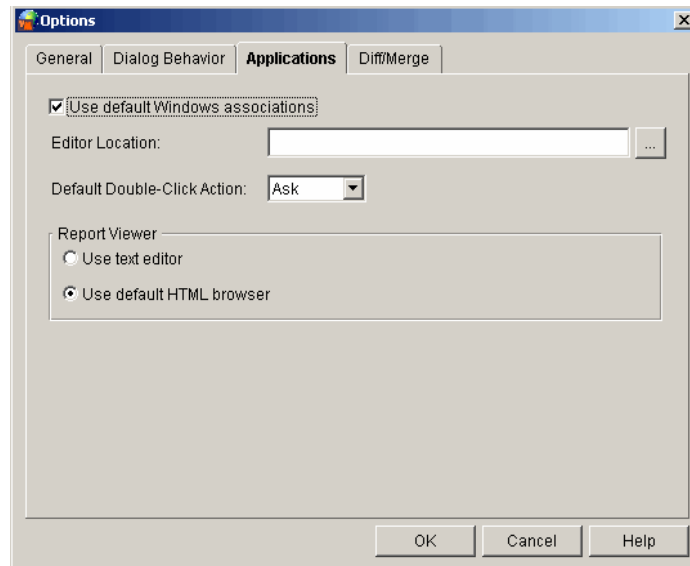 Options
General Dialog Behavior Applications Diff/Merge
Use default Windows associations
Editor Location: ...
Default Double-Click Action: Ask
Report Viewer
Use text editor
Use default HTML browser
OK Cancel Help